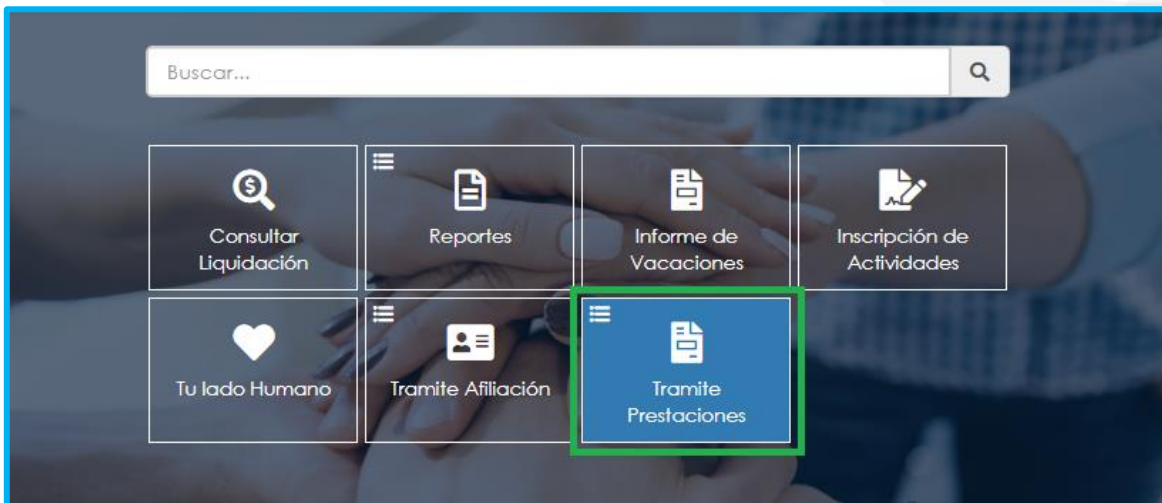 Buscar...
Consultar
Liquidación
Reportes
Informe de
Vacaciones
Inscripción de
Actividades
Tu lado Humano
Tramite Afiliación
Tramite
Prestaciones